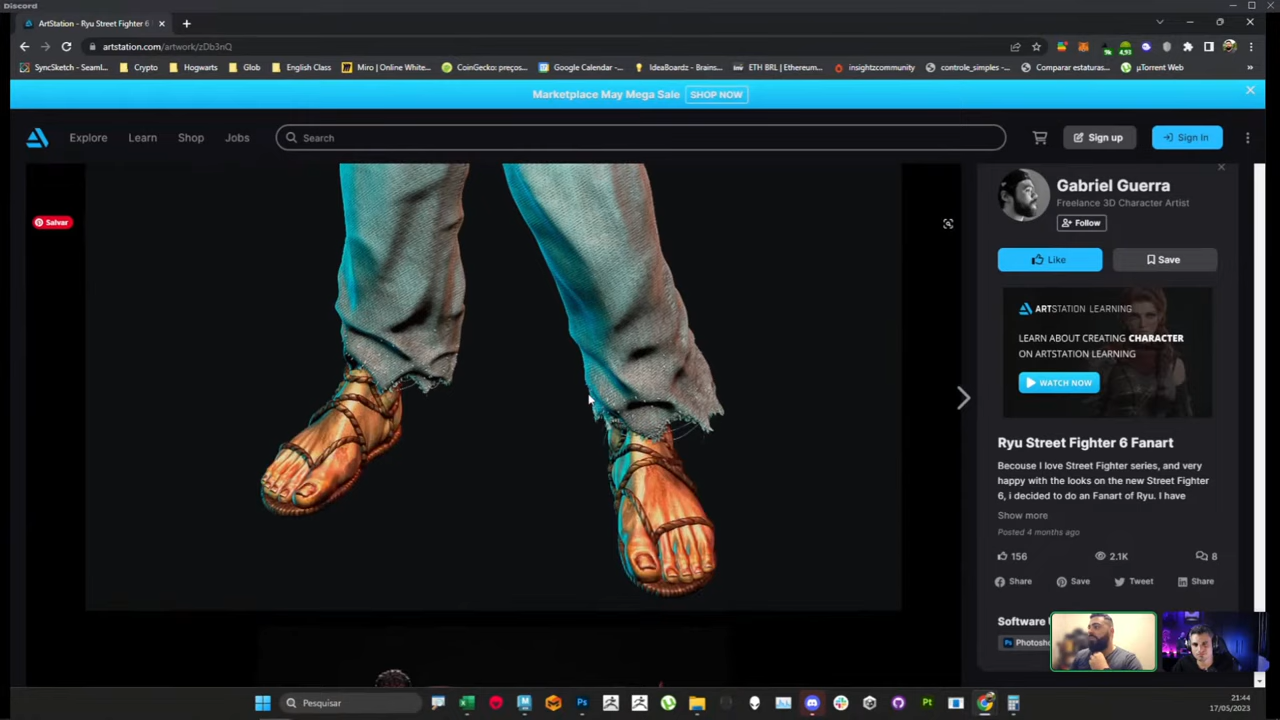 Discord
ArtStation - Ryu Street Fighter 6
artstation.com/artwork/zDb3nQ
SyncSketch - Seaml...
Crypto
Hogwarts
Glob
English Class
Miro | Online White...
CoinGecko: preços...
Google Calendar -...
IdeaBoardz - Brains...
ETH BRL | Ethereum...
insightzcommunity
controle_simples -...
Comparar estaturas...
µTorrent Web
Marketplace May Mega Sale
SHOP NOW
Explore
Learn
Shop
Jobs
Search
Sign up
Sign In
Salvar
Gabriel Guerra
Freelance 3D Character Artist
Follow
Like
Save
ARTSTATION LEARNING
LEARN ABOUT CREATING CHARACTER
ON ARTSTATION LEARNING
WATCH NOW
Ryu Street Fighter 6 Fanart
Because I love Street Fighter series, and very
happy with the looks on the new Street Fighter
6, i decided to do an Fanart of Ryu. I have
Show more
Posted 4 months ago
156
2.1K
8
Share
Save
Tweet
Share
Software
Photosho
Pesquisar
21:44
17/05/2023